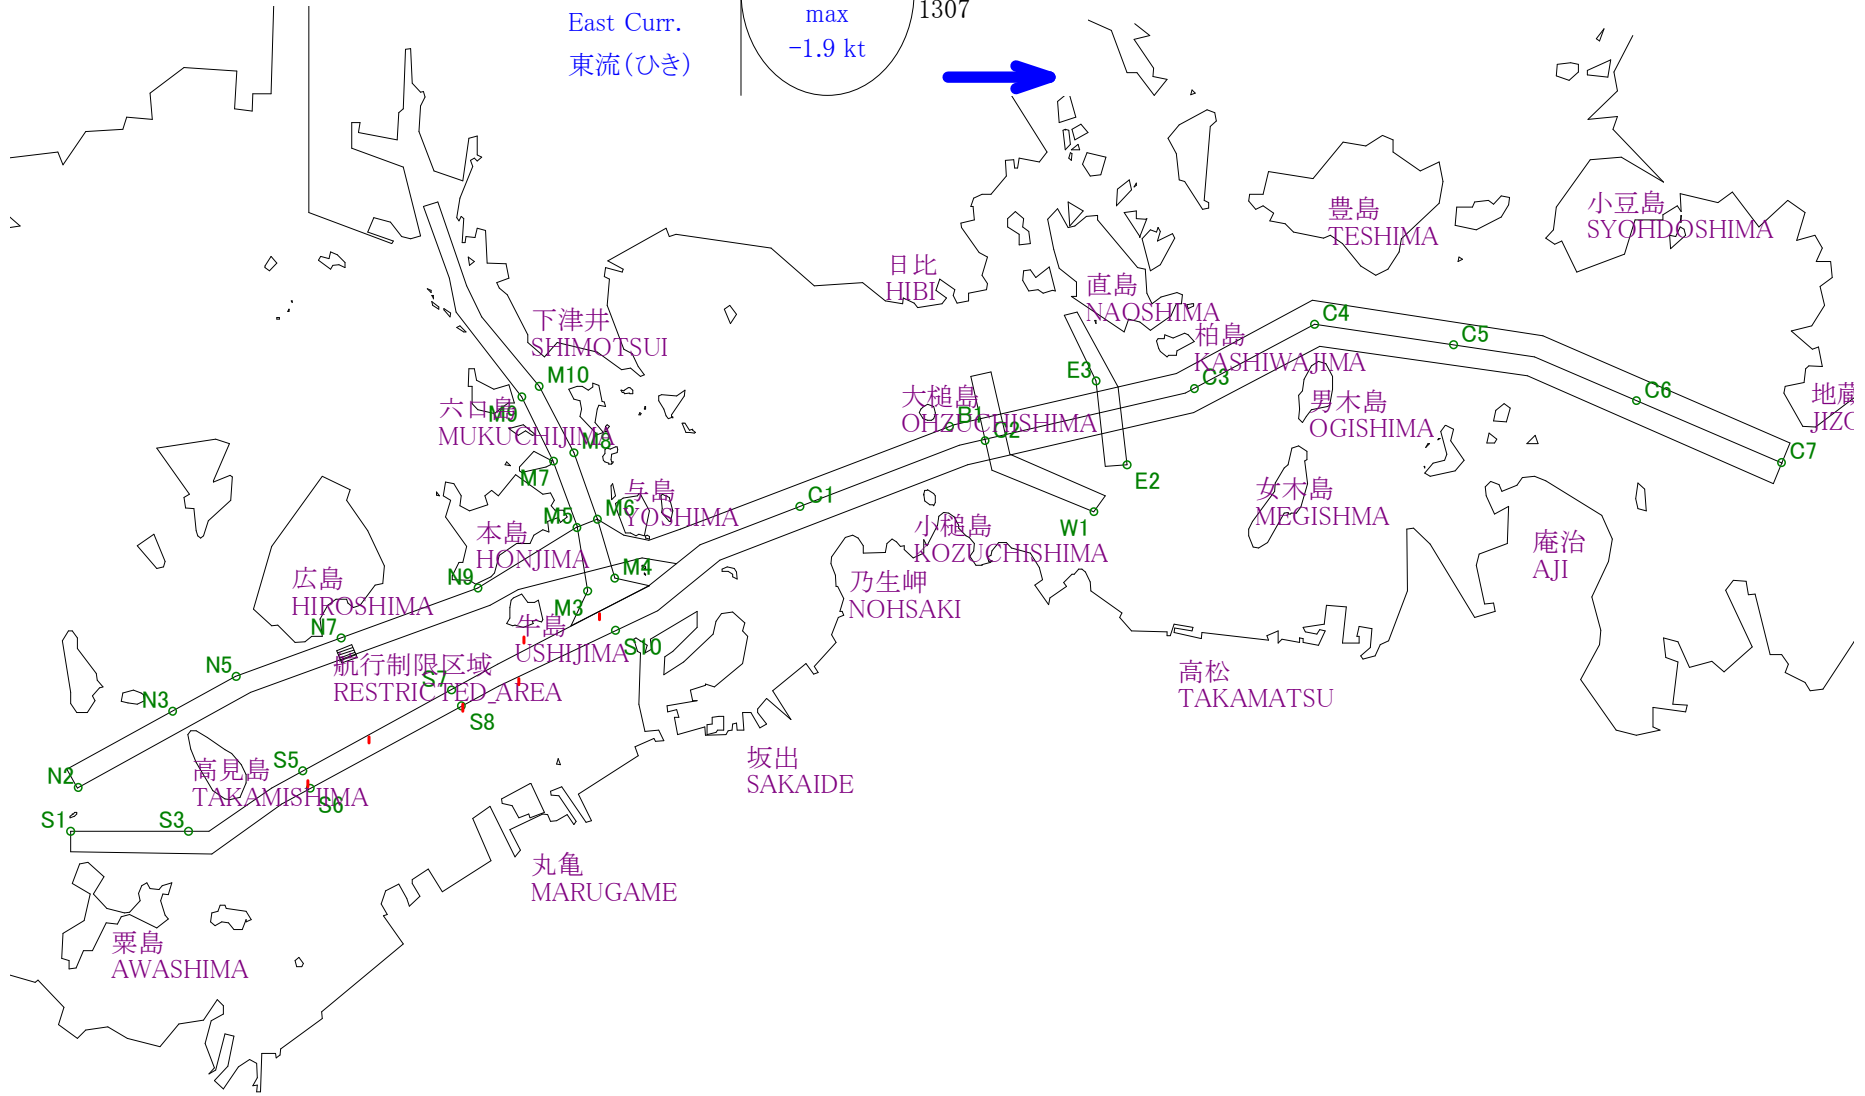 East Curr.
東流(ひき)
max
-1.9 kt
1307
豊島
TESHIMA
小豆島
SYOHDOSHIMA
日比
HIBI
直島
NAOSHIMA
下津井
SHIMOTSUI
柏島
KASHIWAJIMA
C4
C5
E3
C3
C6
M10
M9
六口島
MUKUCHIJIMA
大槌島
OHZUCHISHIMA
B1
C2
男木島
OGISHIMA
地蔵
JIZO
M8
M7
C7
E2
与島
YOSHIMA
C1
女木島
MEGISHMA
M6
M5
W1
小槌島
KOZUCHISHIMA
本島
HONJIMA
庵治
AJI
N9
M4
M3
広島
HIROSHIMA
乃生岬
NOHSAKI
N7
牛島
USHIJIMA
S10
N5
航行制限区域
RESTRICTED_AREA
S7
高松
TAKAMATSU
N3
S8
N2
高見島
TAKAMISHIMA
S5
S6
坂出
SAKAIDE
S1
S3
丸亀
MARUGAME
粟島
AWASHIMA